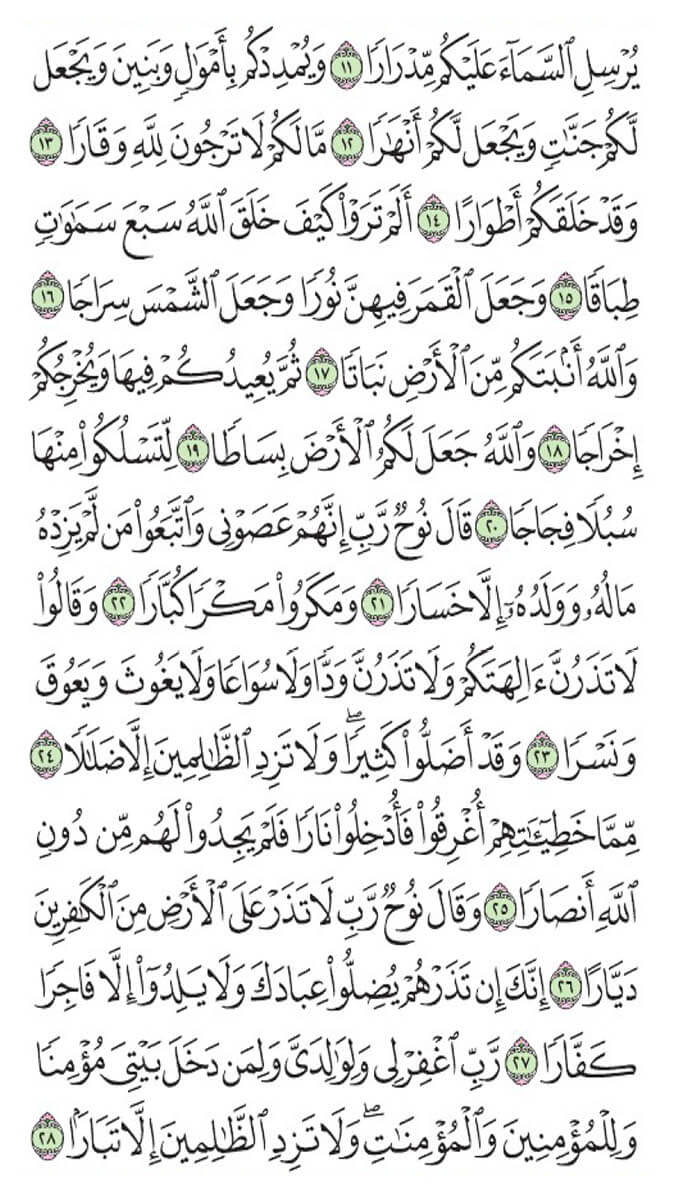 يُرْسِلِ ٱلسَّمَآءَ عَلَيْكُم مِّدْرَارًا ١١ وَيُمْدِدْكُم بِأَمْوَٰلٍ وَبَنِينَ وَيَجْعَل
لَّكُمْ جَنَّٰتٍ وَيَجْعَل لَّكُمْ أَنْهَٰرًا ١٢ مَّا لَكُمْ لَا تَرْجُونَ لِلَّهِ وَقَارًا ١٣
وَقَدْ خَلَقَكُمْ أَطْوَارًا ١٤ أَلَمْ تَرَوْا۟ كَيْفَ خَلَقَ ٱللَّهُ سَبْعَ سَمَٰوَٰتٍ
طِبَاقًا ١٥ وَجَعَلَ ٱلْقَمَرَ فِيهِنَّ نُورًا وَجَعَلَ ٱلشَّمْسَ سِرَاجًا ١٦
وَٱللَّهُ أَنۢبَتَكُم مِّنَ ٱلْأَرْضِ نَبَاتًا ١٧ ثُمَّ يُعِيدُكُمْ فِيهَا وَيُخْرِجُكُمْ
إِخْرَاجًا ١٨ وَٱللَّهُ جَعَلَ لَكُمُ ٱلْأَرْضَ بِسَاطًا ١٩ لِّتَسْلُكُوا۟ مِنْهَا
سُبُلًا فِجَاجًا ٢٠ قَالَ نُوحٌ رَّبِّ إِنَّهُمْ عَصَوْنِى وَٱتَّبَعُوا۟ مَن لَّمْ يَزِدْهُ
مَالُهُۥ وَوَلَدُهُۥٓ إِلَّا خَسَارًا ٢١ وَمَكَرُوا۟ مَكْرًا كُبَّارًا ٢٢ وَقَالُوا۟
لَا تَذَرُنَّ ءَالِهَتَكُمْ وَلَا تَذَرُنَّ وَدًّا وَلَا سُوَاعًا وَلَا يَغُوثَ وَيَعُوقَ
وَنَسْرًا ٢٣ وَقَدْ أَضَلُّوا۟ كَثِيرًا ۖ وَلَا تَزِدِ ٱلظَّٰلِمِينَ إِلَّا ضَلَٰلًا ٢٤
مِّمَّا خَطِيٓـَٰٔتِهِمْ أُغْرِقُوا۟ فَأُدْخِلُوا۟ نَارًا فَلَمْ يَجِدُوا۟ لَهُم مِّن دُونِ
ٱللَّهِ أَنصَارًا ٢٥ وَقَالَ نُوحٌ رَّبِّ لَا تَذَرْ عَلَى ٱلْأَرْضِ مِنَ ٱلْكَٰفِرِينَ
دَيَّارًا ٢٦ إِنَّكَ إِن تَذَرْهُمْ يُضِلُّوا۟ عِبَادَكَ وَلَا يَلِدُوٓا۟ إِلَّا فَاجِرًا
كَفَّارًا ٢٧ رَّبِّ ٱغْفِرْ لِى وَلِوَٰلِدَىَّ وَلِمَن دَخَلَ بَيْتِىَ مُؤْمِنًا
وَلِلْمُؤْمِنِينَ وَٱلْمُؤْمِنَٰتِ ۖ وَلَا تَزِدِ ٱلظَّٰلِمِينَ إِلَّا تَبَارًۢا ٢٨